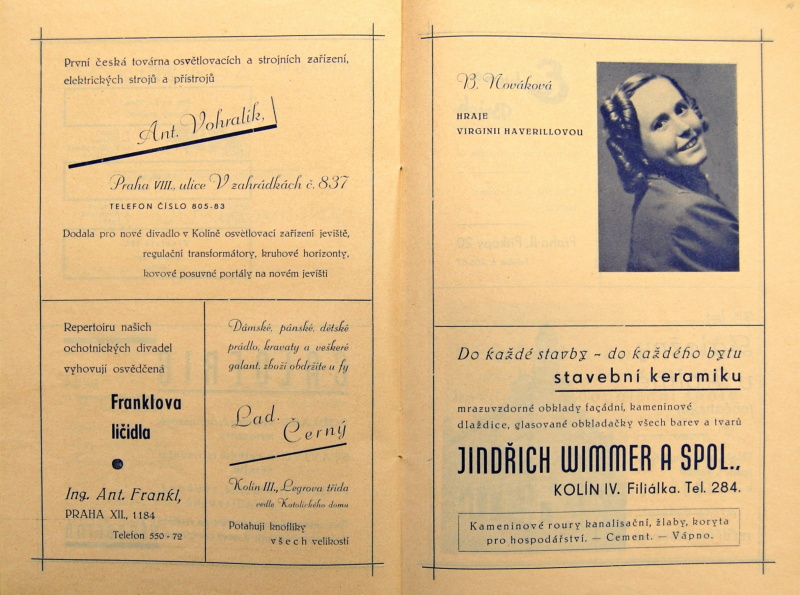 První česká továrna osvětlovacích a strojních zařízení,
elektrických strojů a přístrojů
Ant. Vohralík,
Praha VIII., ulice V zahrádkách č. 837
TELEFON ČÍSLO 805-83
Dodala pro nové divadlo v Kolíně osvětlovací zařízení jeviště,
regulační transformátory, kruhové horizonty,
kovové posuvné portály na novém jevišti
Repertoiru našich
ochotnických divadel
vyhovují osvědčená
Franklova
líčidla
Ing. Ant. Frankl,
PRAHA XII., 1184
Telefon 550-72
Dámské, pánské, dětské
prádlo, kravaty a veškeré
galant. zboží obdržíte u fy
Lad.
Černý
Kolín III., Legrova třída
vedle Katolického domu
Potahuji knoflíky
všech velikostí
B. Nováková
HRAJE
VIRGINII HAVERILLOVOU
Do každé stavby - do každého bytu
stavební keramiku
mrazuvzdorné obklady façádní, kameninové
dlaždice, glasované obkladačky všech barev a tvarů
JINDŘICH WIMMER A SPOL.,
KOLÍN IV. Filiálka. Tel. 284.
Kameninové roury kanalisační, žlaby, koryta
pro hospodářství. — Cement. — Vápno.